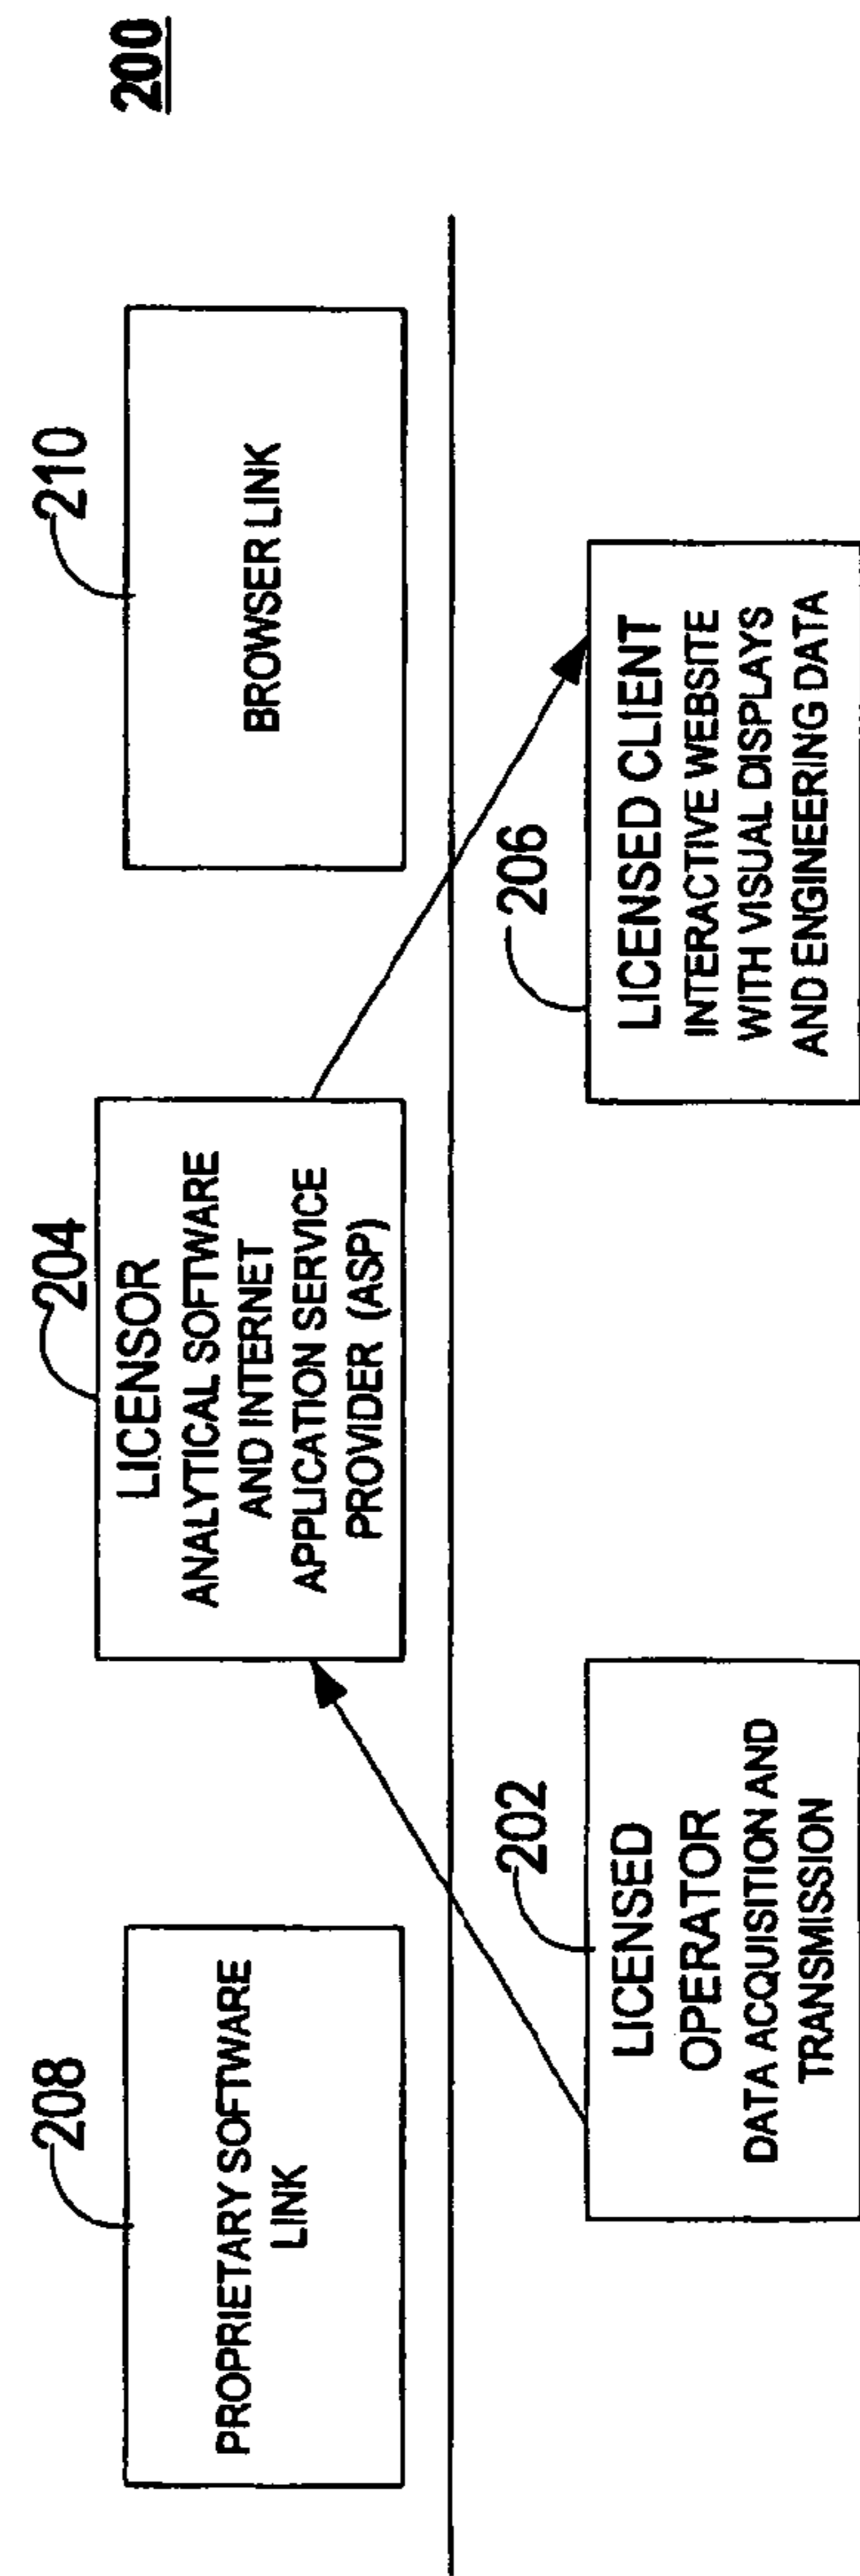 200
208
PROPRIETARY SOFTWARE
LINK
204
LICENSOR
ANALYTICAL SOFTWARE
AND INTERNET
APPLICATION SERVICE
PROVIDER (ASP)
210
BROWSER LINK
202
LICENSED
OPERATOR
DATA ACQUISITION AND
TRANSMISSION
206
LICENSED CLIENT
INTERACTIVE WEBSITE
WITH VISUAL DISPLAYS
AND ENGINEERING DATA